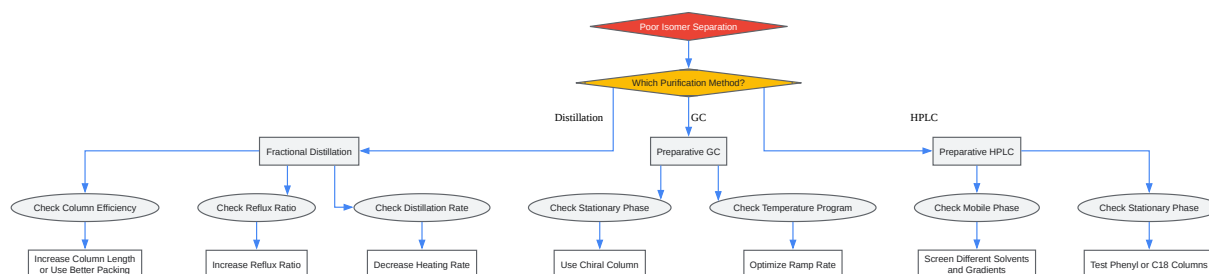 Poor Isomer Separation
Which Purification Method?
Distillation
GC
HPLC
Fractional Distillation
Preparative GC
Preparative HPLC
Check Column Efficiency
Check Reflux Ratio
Check Distillation Rate
Check Stationary Phase
Check Temperature Program
Check Mobile Phase
Check Stationary Phase
Increase Column Length
or Use Better Packing
Increase Reflux Ratio
Decrease Heating Rate
Use Chiral Column
Optimize Ramp Rate
Screen Different Solvents
and Gradients
Test Phenyl or C18 Columns